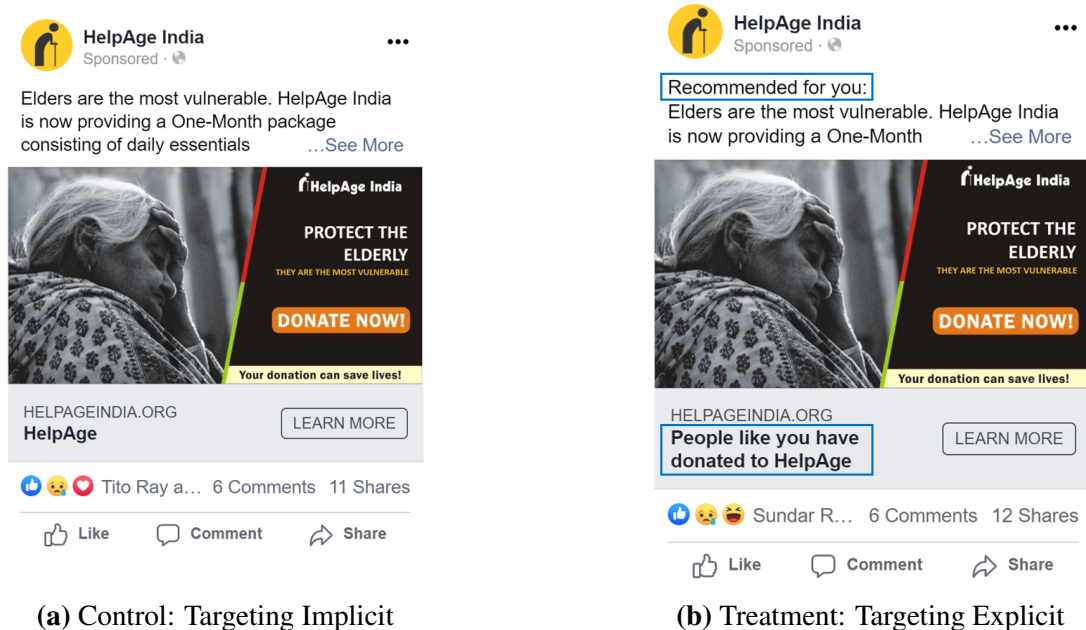 HelpAge India
Sponsored ·
Elders are the most vulnerable. HelpAge India
is now providing a One-Month package
consisting of daily essentials ...See More
HelpAge India
PROTECT THE
ELDERLY
THEY ARE THE MOST VULNERABLE
DONATE NOW!
Your donation can save lives!
HELPAGEINDIA.ORG
HelpAge
LEARN MORE
Tito Ray a... 6 Comments 11 Shares
Like Comment Share
(a) Control: Targeting Implicit
HelpAge India
Sponsored ·
Recommended for you:
Elders are the most vulnerable. HelpAge India
is now providing a One-Month ...See More
HelpAge India
PROTECT THE
ELDERLY
THEY ARE THE MOST VULNERABLE
DONATE NOW!
Your donation can save lives!
HELPAGEINDIA.ORG
People like you have
donated to HelpAge
LEARN MORE
Sundar R... 6 Comments 12 Shares
Like Comment Share
(b) Treatment: Targeting Explicit